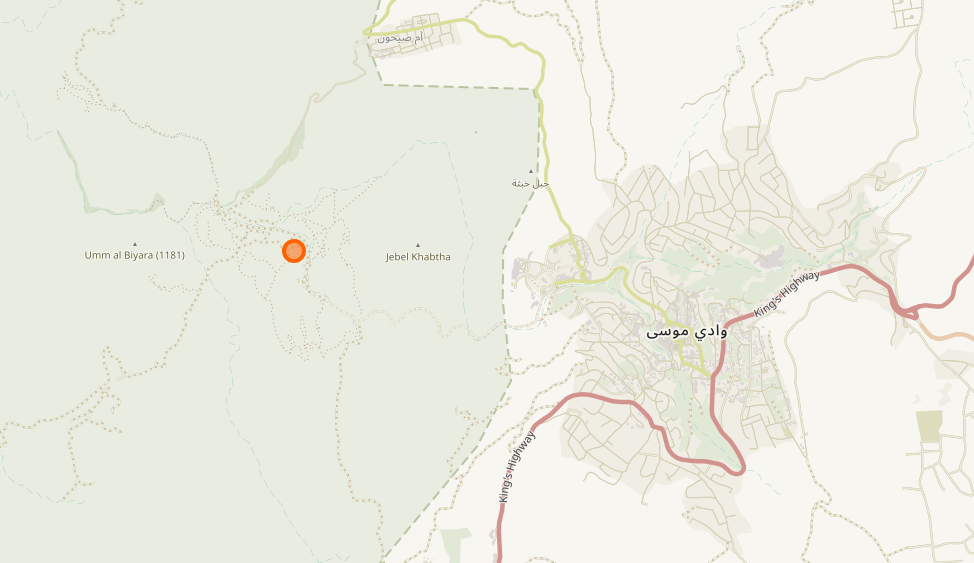 أم صيحون
جبل خبثة
Umm al Biyara (1181)
Jebel Khabtha
King's Highway
وادي موسى
King's Highway